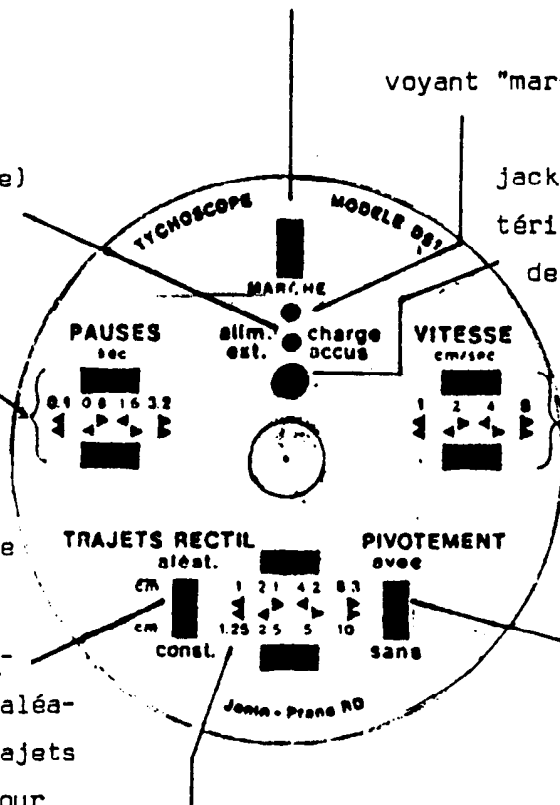 voyant "mar
e)
jack
téri
de
TYCHOSCOPE MODELE DS1
MARCHE
alim. charge
ext. accus
PAUSES
sec
0.1 0 8 1 6 3.2
VITESSE
cm/sec
1 2 4 8
e
TRAJETS RECTIL
aléat.
PIVOTEMENT
avec
cm 1 2 1 4 2 8 3
cm 1.25 2 5 5 10
const.
sans
-
aléa-
ajets
our
Janin - Prana RD